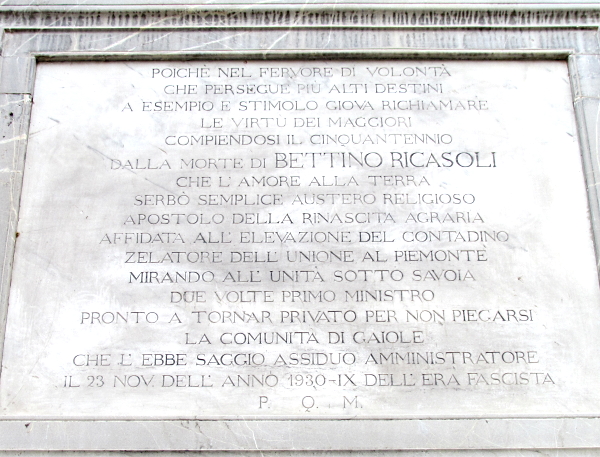 POICHÈ NEL FERVORE DI VOLONTÀ
CHE PERSEGUE PIÙ ALTI DESTINI
A ESEMPIO E STIMOLO GIOVA RICHIAMARE
LE VIRTÙ DEI MAGGIORI
COMPIENDOSI IL CINQUANTENNIO
DALLA MORTE DI BETTINO RICASOLI
CHE L'AMORE ALLA TERRA
SERBÒ SEMPLICE AUSTERO RELIGIOSO
APOSTOLO DELLA RINASCITA AGRARIA
AFFIDATA ALL'ELEVAZIONE DEL CONTADINO
ZELATORE DELL'UNIONE AL PIEMONTE
MIRANDO ALL'UNITÀ SOTTO SAVOIA
DUE VOLTE PRIMO MINISTRO
PRONTO A TORNAR PRIVATO PER NON PIEGARSI
LA COMUNITÀ DI GAIOLE
CHE L'EBBE SAGGIO ASSIDUO AMMINISTRATORE
IL 23 NOV. DELL'ANNO 1930-IX DELL'ERA FASCISTA
P. Q. M.